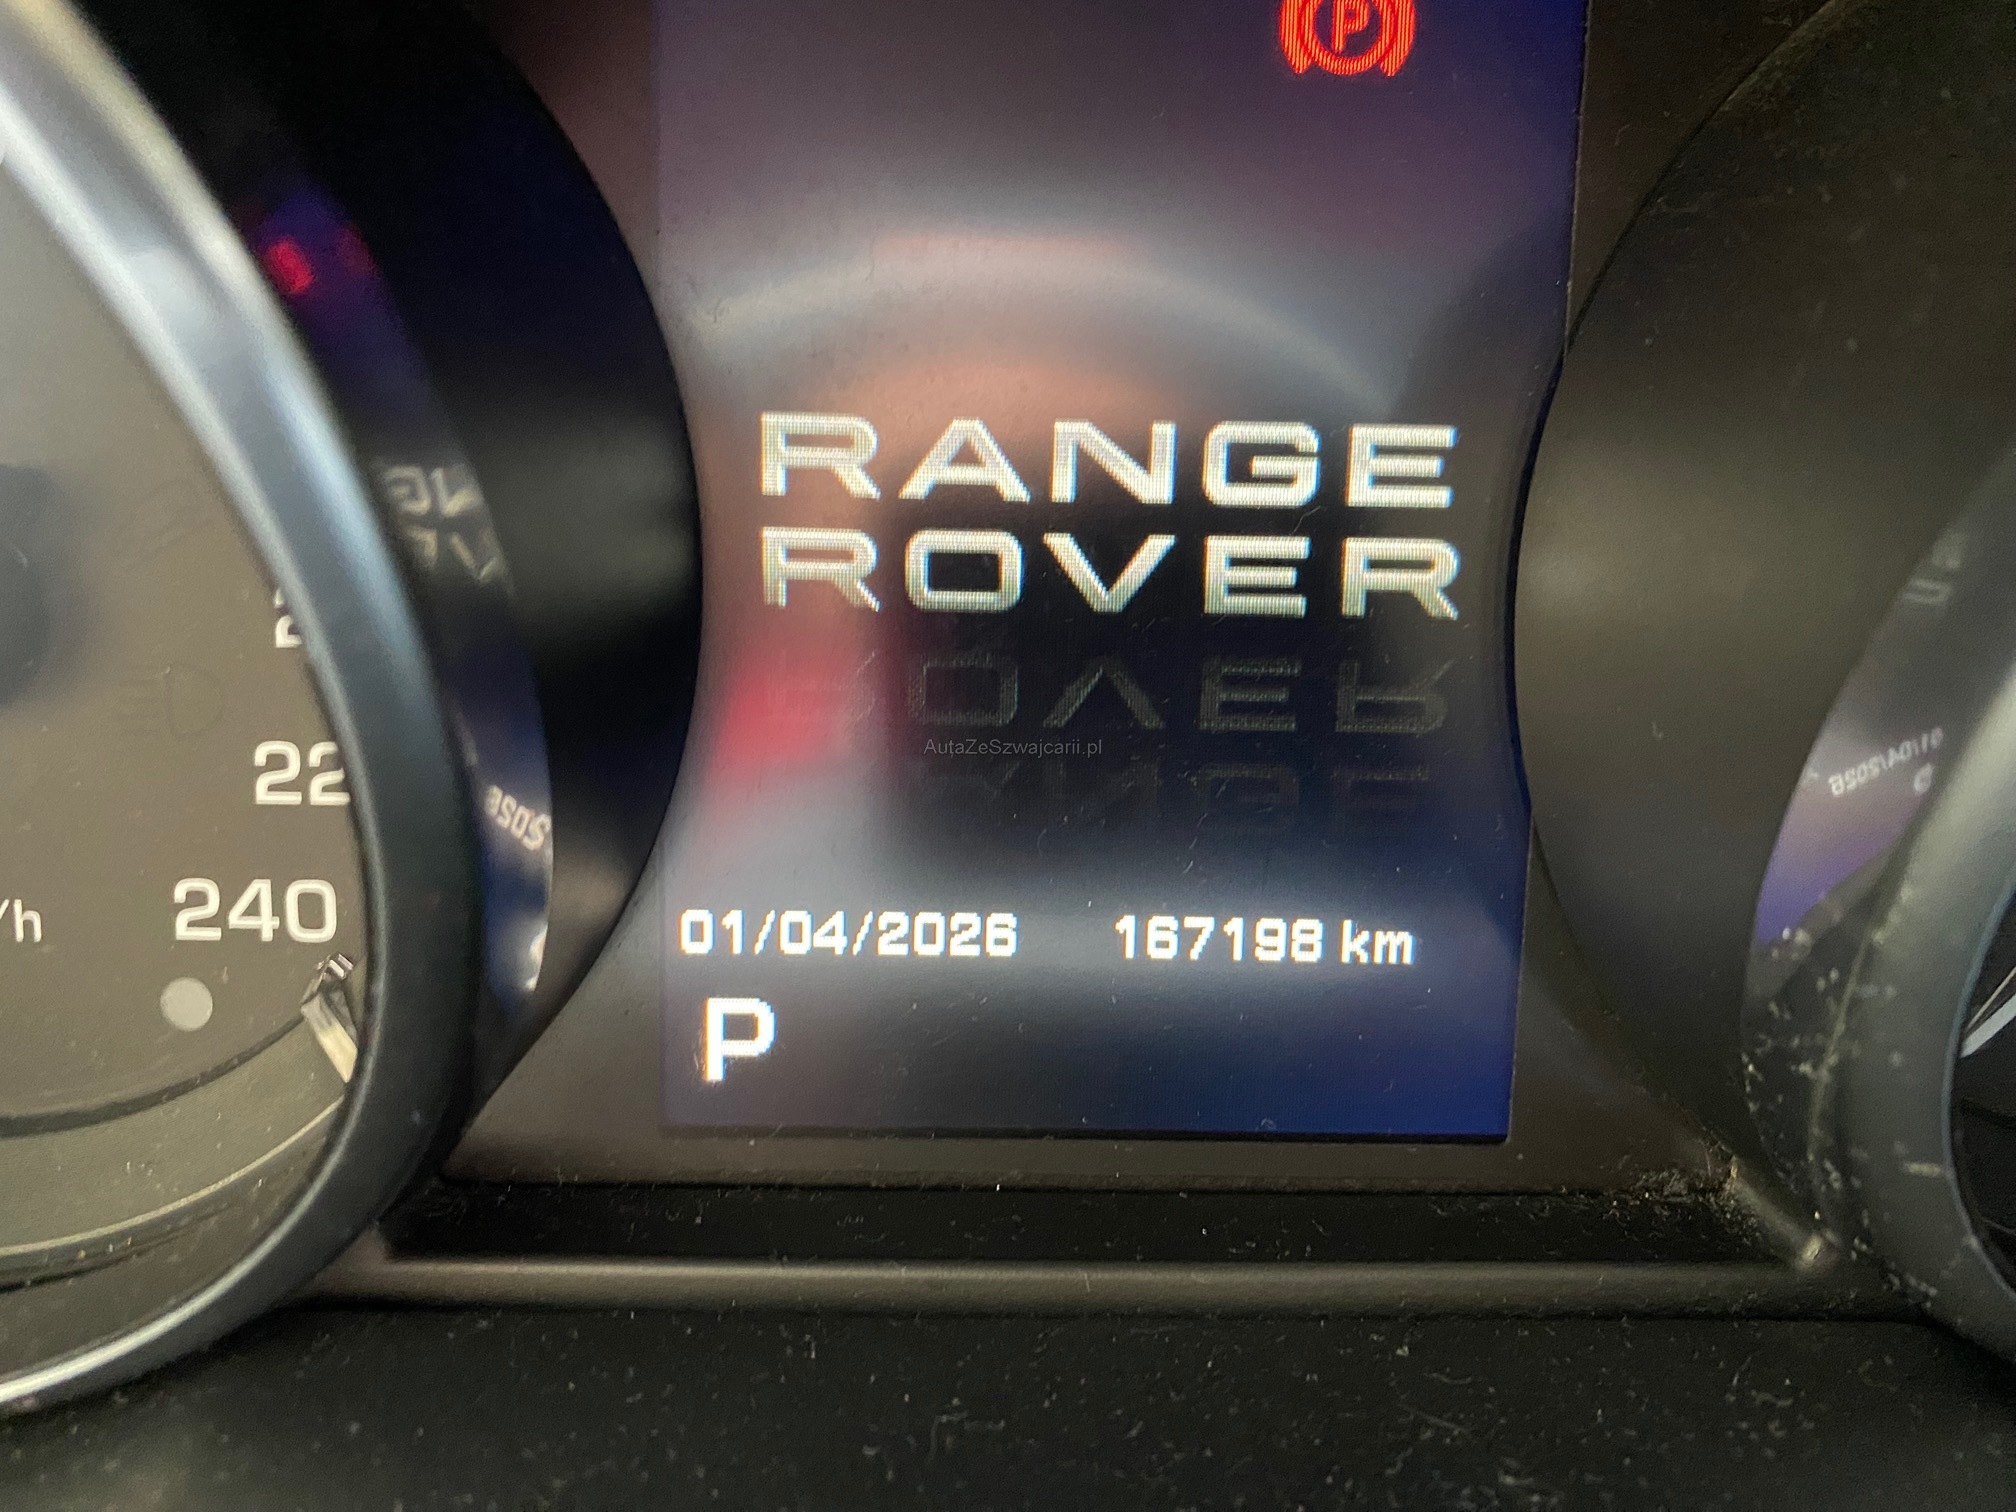 P
RANGE
ROVER
AutaZeSzwajcarii.pl
22
240
/h
01/04/2026 167198 km
P